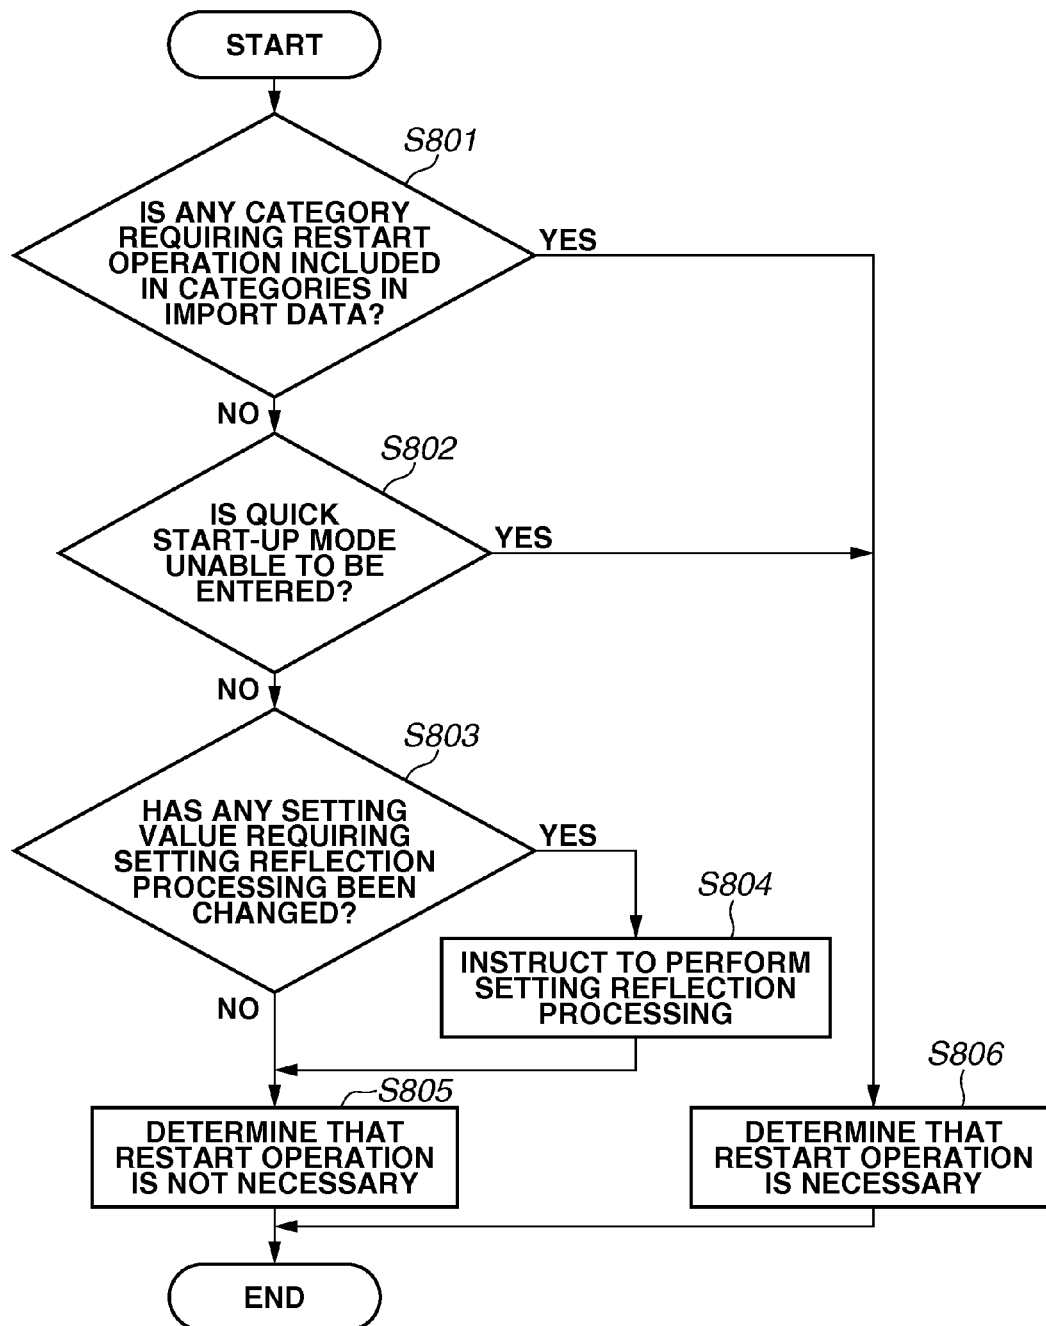 START
S801
IS ANY CATEGORY
REQUIRING RESTART
OPERATION INCLUDED
IN CATEGORIES IN
IMPORT DATA?
YES
NO
S802
IS QUICK
START-UP MODE
UNABLE TO BE
ENTERED?
YES
NO
S803
HAS ANY SETTING
VALUE REQUIRING
SETTING REFLECTION
PROCESSING BEEN
CHANGED?
YES
NO
S804
INSTRUCT TO PERFORM
SETTING REFLECTION
PROCESSING
S805
DETERMINE THAT
RESTART OPERATION
IS NOT NECESSARY
S806
DETERMINE THAT
RESTART OPERATION
IS NECESSARY
END